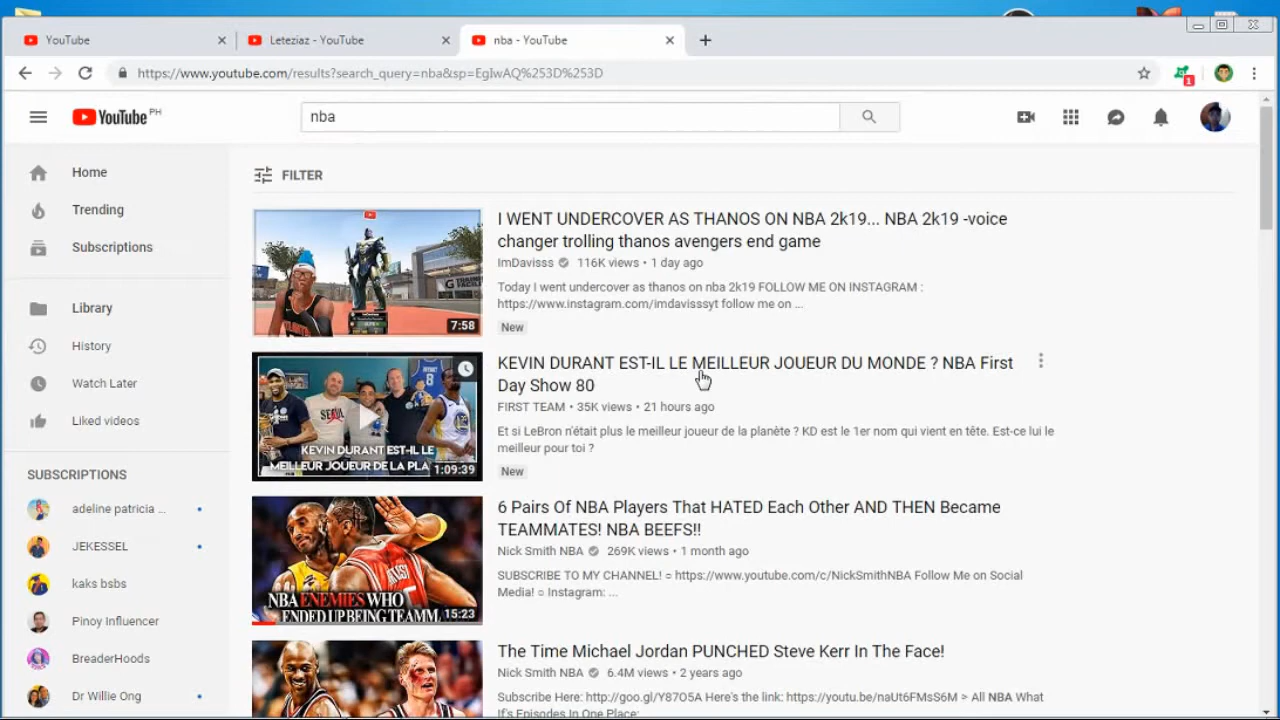 YouTube
Leteziaz - YouTube
nba - YouTube
https://www.youtube.com/results?search_query=nba&sp=EgIwAQ%253D%253D
1
YouTube PH
nba
Home
Trending
Subscriptions
Library
History
Watch Later
Liked videos
SUBSCRIPTIONS
adeline patricia ...
JEKESSEL
kaks bsbs
Pinoy Influencer
BreaderHoods
Dr Willie Ong
FILTER
7:58
I WENT UNDERCOVER AS THANOS ON NBA 2k19... NBA 2k19 -voice
changer trolling thanos avengers end game
ImDavisss 116K views • 1 day ago
Today I went undercover as thanos on nba 2k19 FOLLOW ME ON INSTAGRAM :
https://www.instagram.com/imdavisssyt follow me on ...
New
8
KEVIN DURANT EST-IL LE
MEILLEUR JOUEUR DE LA PLA
1:09:39
KEVIN DURANT EST-IL LE MEILLEUR JOUEUR DU MONDE ? NBA First
Day Show 80
FIRST TEAM • 35K views • 21 hours ago
Et si LeBron n'était plus le meilleur joueur de la planète ? KD est le 1er nom qui vient en tête. Est-ce lui le
meilleur pour toi ?
New
NBA ENEMIES WHO
ENDED UP BEING TEAMM
15:23
6 Pairs Of NBA Players That HATED Each Other AND THEN Became
TEAMMATES! NBA BEEFS!!
Nick Smith NBA 269K views • 1 month ago
SUBSCRIBE TO MY CHANNEL! ○ https://www.youtube.com/c/NickSmithNBA Follow Me on Social
Media! ○ Instagram: ...
The Time Michael Jordan PUNCHED Steve Kerr In The Face!
Nick Smith NBA 6.4M views • 2 years ago
Subscribe Here: http://goo.gl/Y87O5A Here's the link: https://youtu.be/naUt6FMsS6M > All NBA What
If's Episodes In One Place: